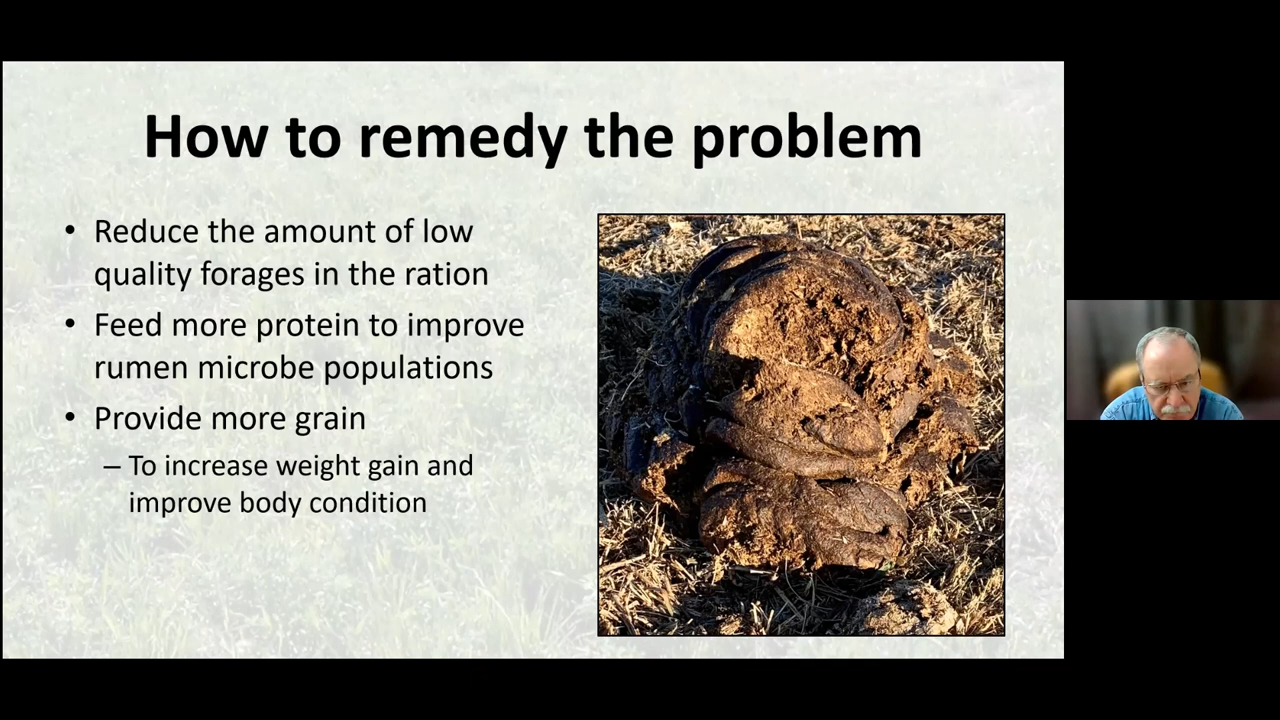 How to remedy the problem
• Reduce the amount of low
quality forages in the ration
• Feed more protein to improve
rumen microbe populations
• Provide more grain
– To increase weight gain and
improve body condition